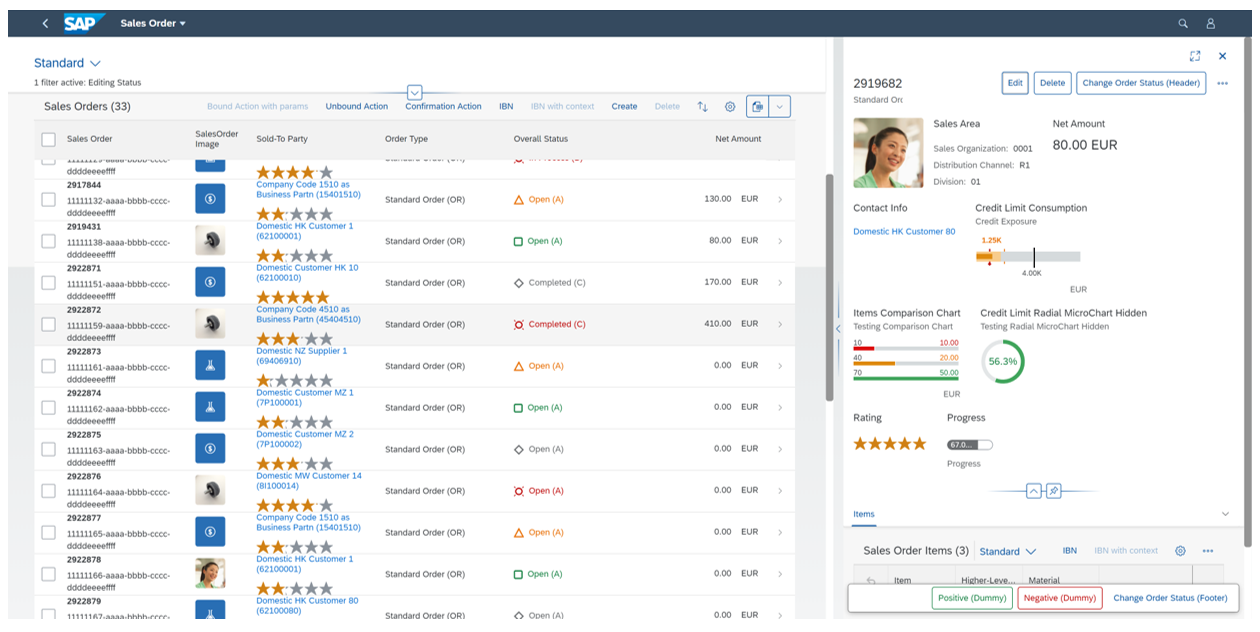 SAP
Sales Order
Standard
1 filter active: Editing Status
Sales Orders (33)
Bound Action with params
Unbound Action
Confirmation Action
IBN
IBN with context
Create
Delete
Sales Order
SalesOrder
Image
Sold-To Party
Order Type
Overall Status
Net Amount
ddddeeeeffff
2917844
11111132-aaaa-bbbb-cccc-
ddddeeeeffff
Company Code 1510 as
Business Partn (15401510)
Standard Order (OR)
Open (A)
130.00 EUR
2919431
11111138-aaaa-bbbb-cccc-
ddddeeeeffff
Domestic HK Customer 1
(62100001)
Standard Order (OR)
Open (A)
80.00 EUR
2922871
11111151-aaaa-bbbb-cccc-
ddddeeeeffff
Domestic Customer HK 10
(62100010)
Standard Order (OR)
Completed (C)
170.00 EUR
2922872
11111159-aaaa-bbbb-cccc-
ddddeeeeffff
Company Code 4510 as
Business Partn (45404510)
Standard Order (OR)
Completed (C)
410.00 EUR
2922873
11111161-aaaa-bbbb-cccc-
ddddeeeeffff
Domestic NZ Supplier 1
(69406910)
Standard Order (OR)
Open (A)
0.00 EUR
2922874
11111162-aaaa-bbbb-cccc-
ddddeeeeffff
Domestic Customer MZ 1
(7P100001)
Standard Order (OR)
Open (A)
0.00 EUR
2922875
11111163-aaaa-bbbb-cccc-
ddddeeeeffff
Domestic Customer MZ 2
(7P100002)
Standard Order (OR)
Open (A)
0.00 EUR
2922876
11111164-aaaa-bbbb-cccc-
ddddeeeeffff
Domestic MW Customer 14
(8I100014)
Standard Order (OR)
Open (A)
0.00 EUR
2922877
11111165-aaaa-bbbb-cccc-
ddddeeeeffff
Company Code 1510 as
Business Partn (15401510)
Standard Order (OR)
Open (A)
0.00 EUR
2922878
11111166-aaaa-bbbb-cccc-
ddddeeeeffff
Domestic HK Customer 1
(62100001)
Standard Order (OR)
Open (A)
0.00 EUR
2922879
11111167-aaaa-bbbb-cccc-
Domestic HK Customer 80
(62100080)
Standard Order (OR)
Open (A)
0.00 EUR
2919682
Standard Orc
Edit
Delete
Change Order Status (Header)
Sales Area
Sales Organization: 0001
Distribution Channel: R1
Division: 01
Net Amount
80.00 EUR
Contact Info
Domestic HK Customer 80
Credit Limit Consumption
Credit Exposure
1.25K
4.00K
EUR
Items Comparison Chart
Testing Comparison Chart
10 10.00
40 20.00
70 50.00
EUR
Credit Limit Radial MicroChart Hidden
Testing Radial MicroChart Hidden
56.3%
Rating
Progress
67.0...
Progress
Items
Sales Order Items (3)
Standard
IBN
IBN with context
Item
Higher-Leve...
Material
Positive (Dummy)
Negative (Dummy)
Change Order Status (Footer)